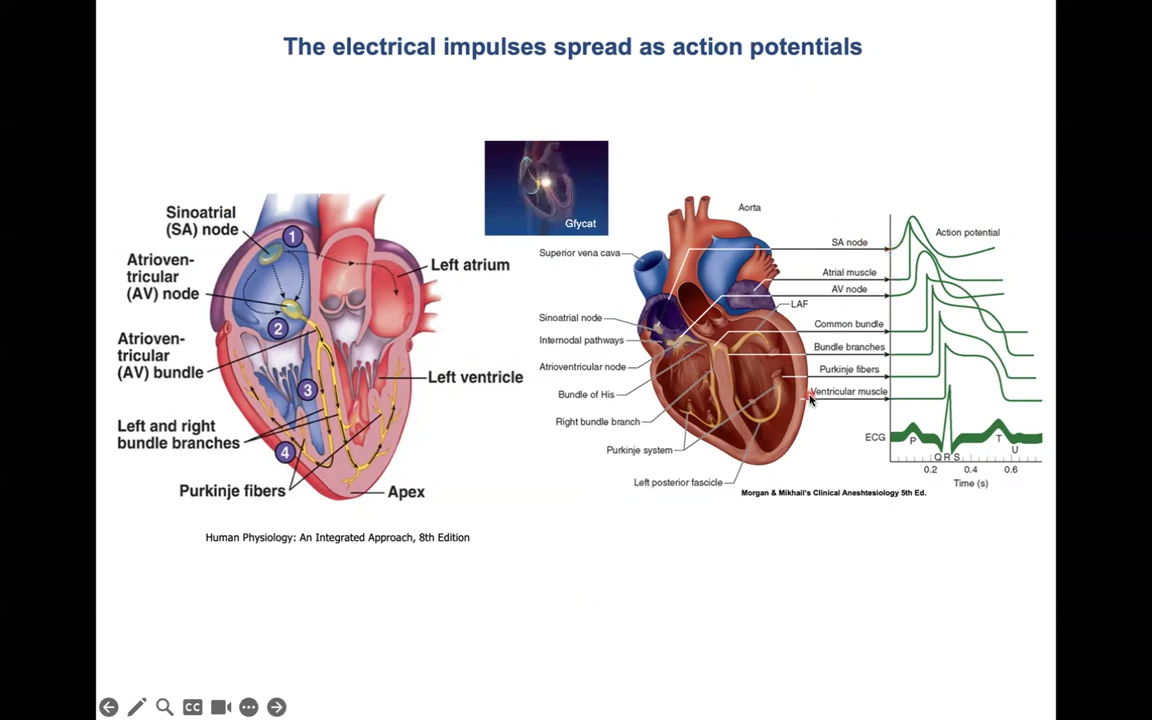 The electrical impulses spread as action potentials
Sinoatrial
(SA) node
1
Atrioven-
tricular
(AV) node
2
Atrioven-
tricular
(AV) bundle
3
Left and right
bundle branches
4
Purkinje fibers
Left atrium
Left ventricle
Apex
Human Physiology: An Integrated Approach, 8th Edition
Gfycat
Aorta
Superior vena cava
Sinoatrial node
Internodal pathways
Atrioventricular node
Bundle of His
Right bundle branch
Purkinje system
Left posterior fascicle
LAF
SA node
Atrial muscle
AV node
Common bundle
Bundle branches
Purkinje fibers
Ventricular muscle
Action potential
ECG
P
Q R S
T
U
0.2 0.4 0.6
Time (s)
Morgan & Mikhail's Clinical Aneshtesiology 5th Ed.
CC